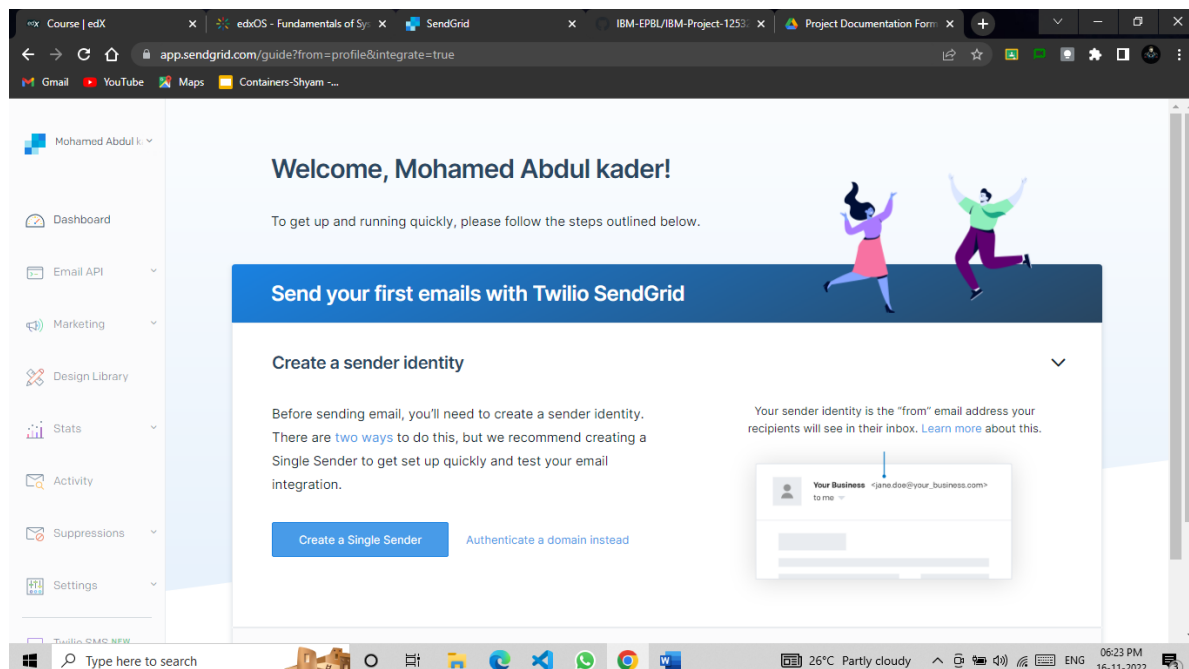 edX Course | edX
edxOS - Fundamentals of Sys
SendGrid
IBM-EPBL/IBM-Project-1253
Project Documentation Form
app.sendgrid.com/guide?from=profile&integrate=true
Gmail
YouTube
Maps
Containers-Shyam -...
Mohamed Abdul k
Dashboard
Email API
Marketing
Design Library
Stats
Activity
Suppressions
Settings
Twilio SMS NEW
Welcome, Mohamed Abdul kader!
To get up and running quickly, please follow the steps outlined below.
Send your first emails with Twilio SendGrid
Create a sender identity
Before sending email, you'll need to create a sender identity.
There are two ways to do this, but we recommend creating a
Single Sender to get set up quickly and test your email
integration.
Create a Single Sender
Authenticate a domain instead
Your sender identity is the "from" email address your
recipients will see in their inbox. Learn more about this.
Your Business <jane.doe@your_business.com>
to me
Type here to search
26°C Partly cloudy
ENG
06:23 PM
16-11-2022
3